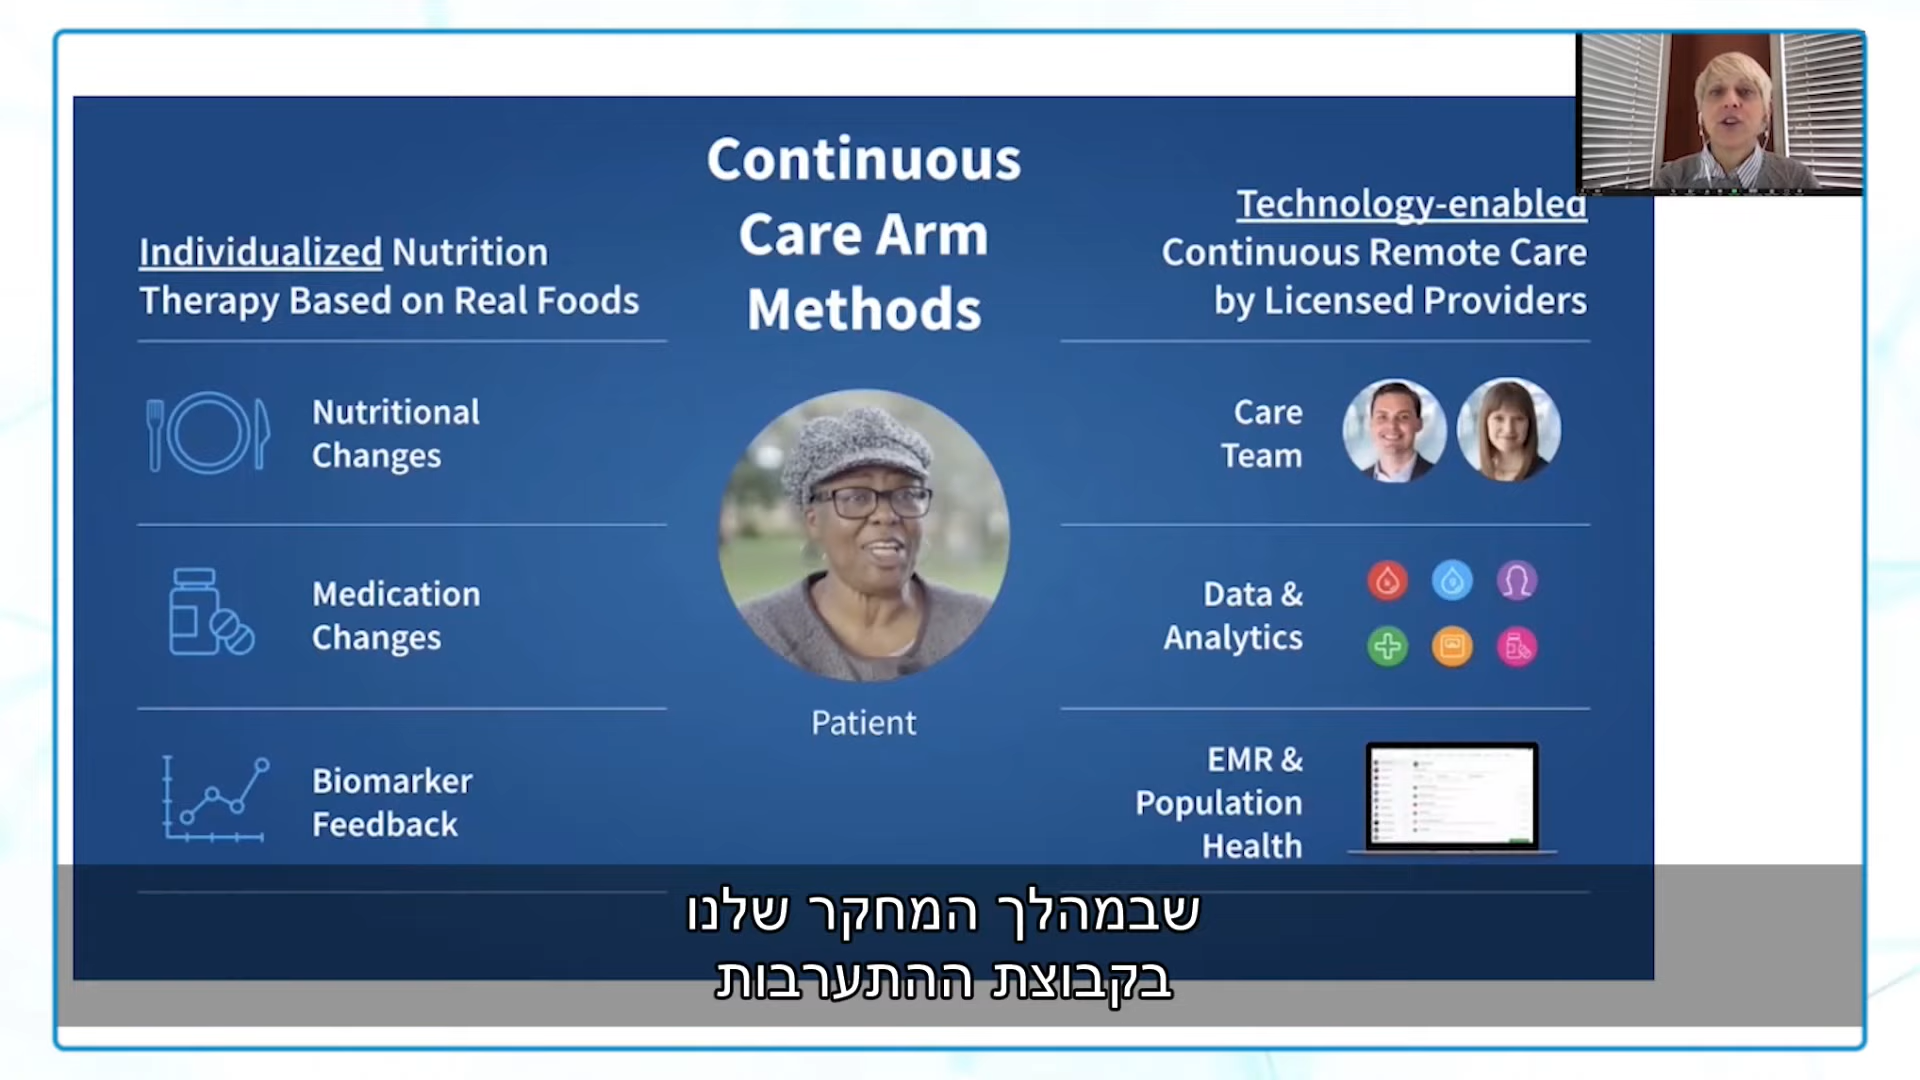 Continuous
Care Arm
Methods
Individualized Nutrition
Therapy Based on Real Foods
Nutritional
Changes
Medication
Changes
Biomarker
Feedback
Patient
Technology-enabled
Continuous Remote Care
by Licensed Providers
Care
Team
Data &
Analytics
EMR &
Population
Health
שבמהלך המחקר שלנו
בקבוצת ההתערבות